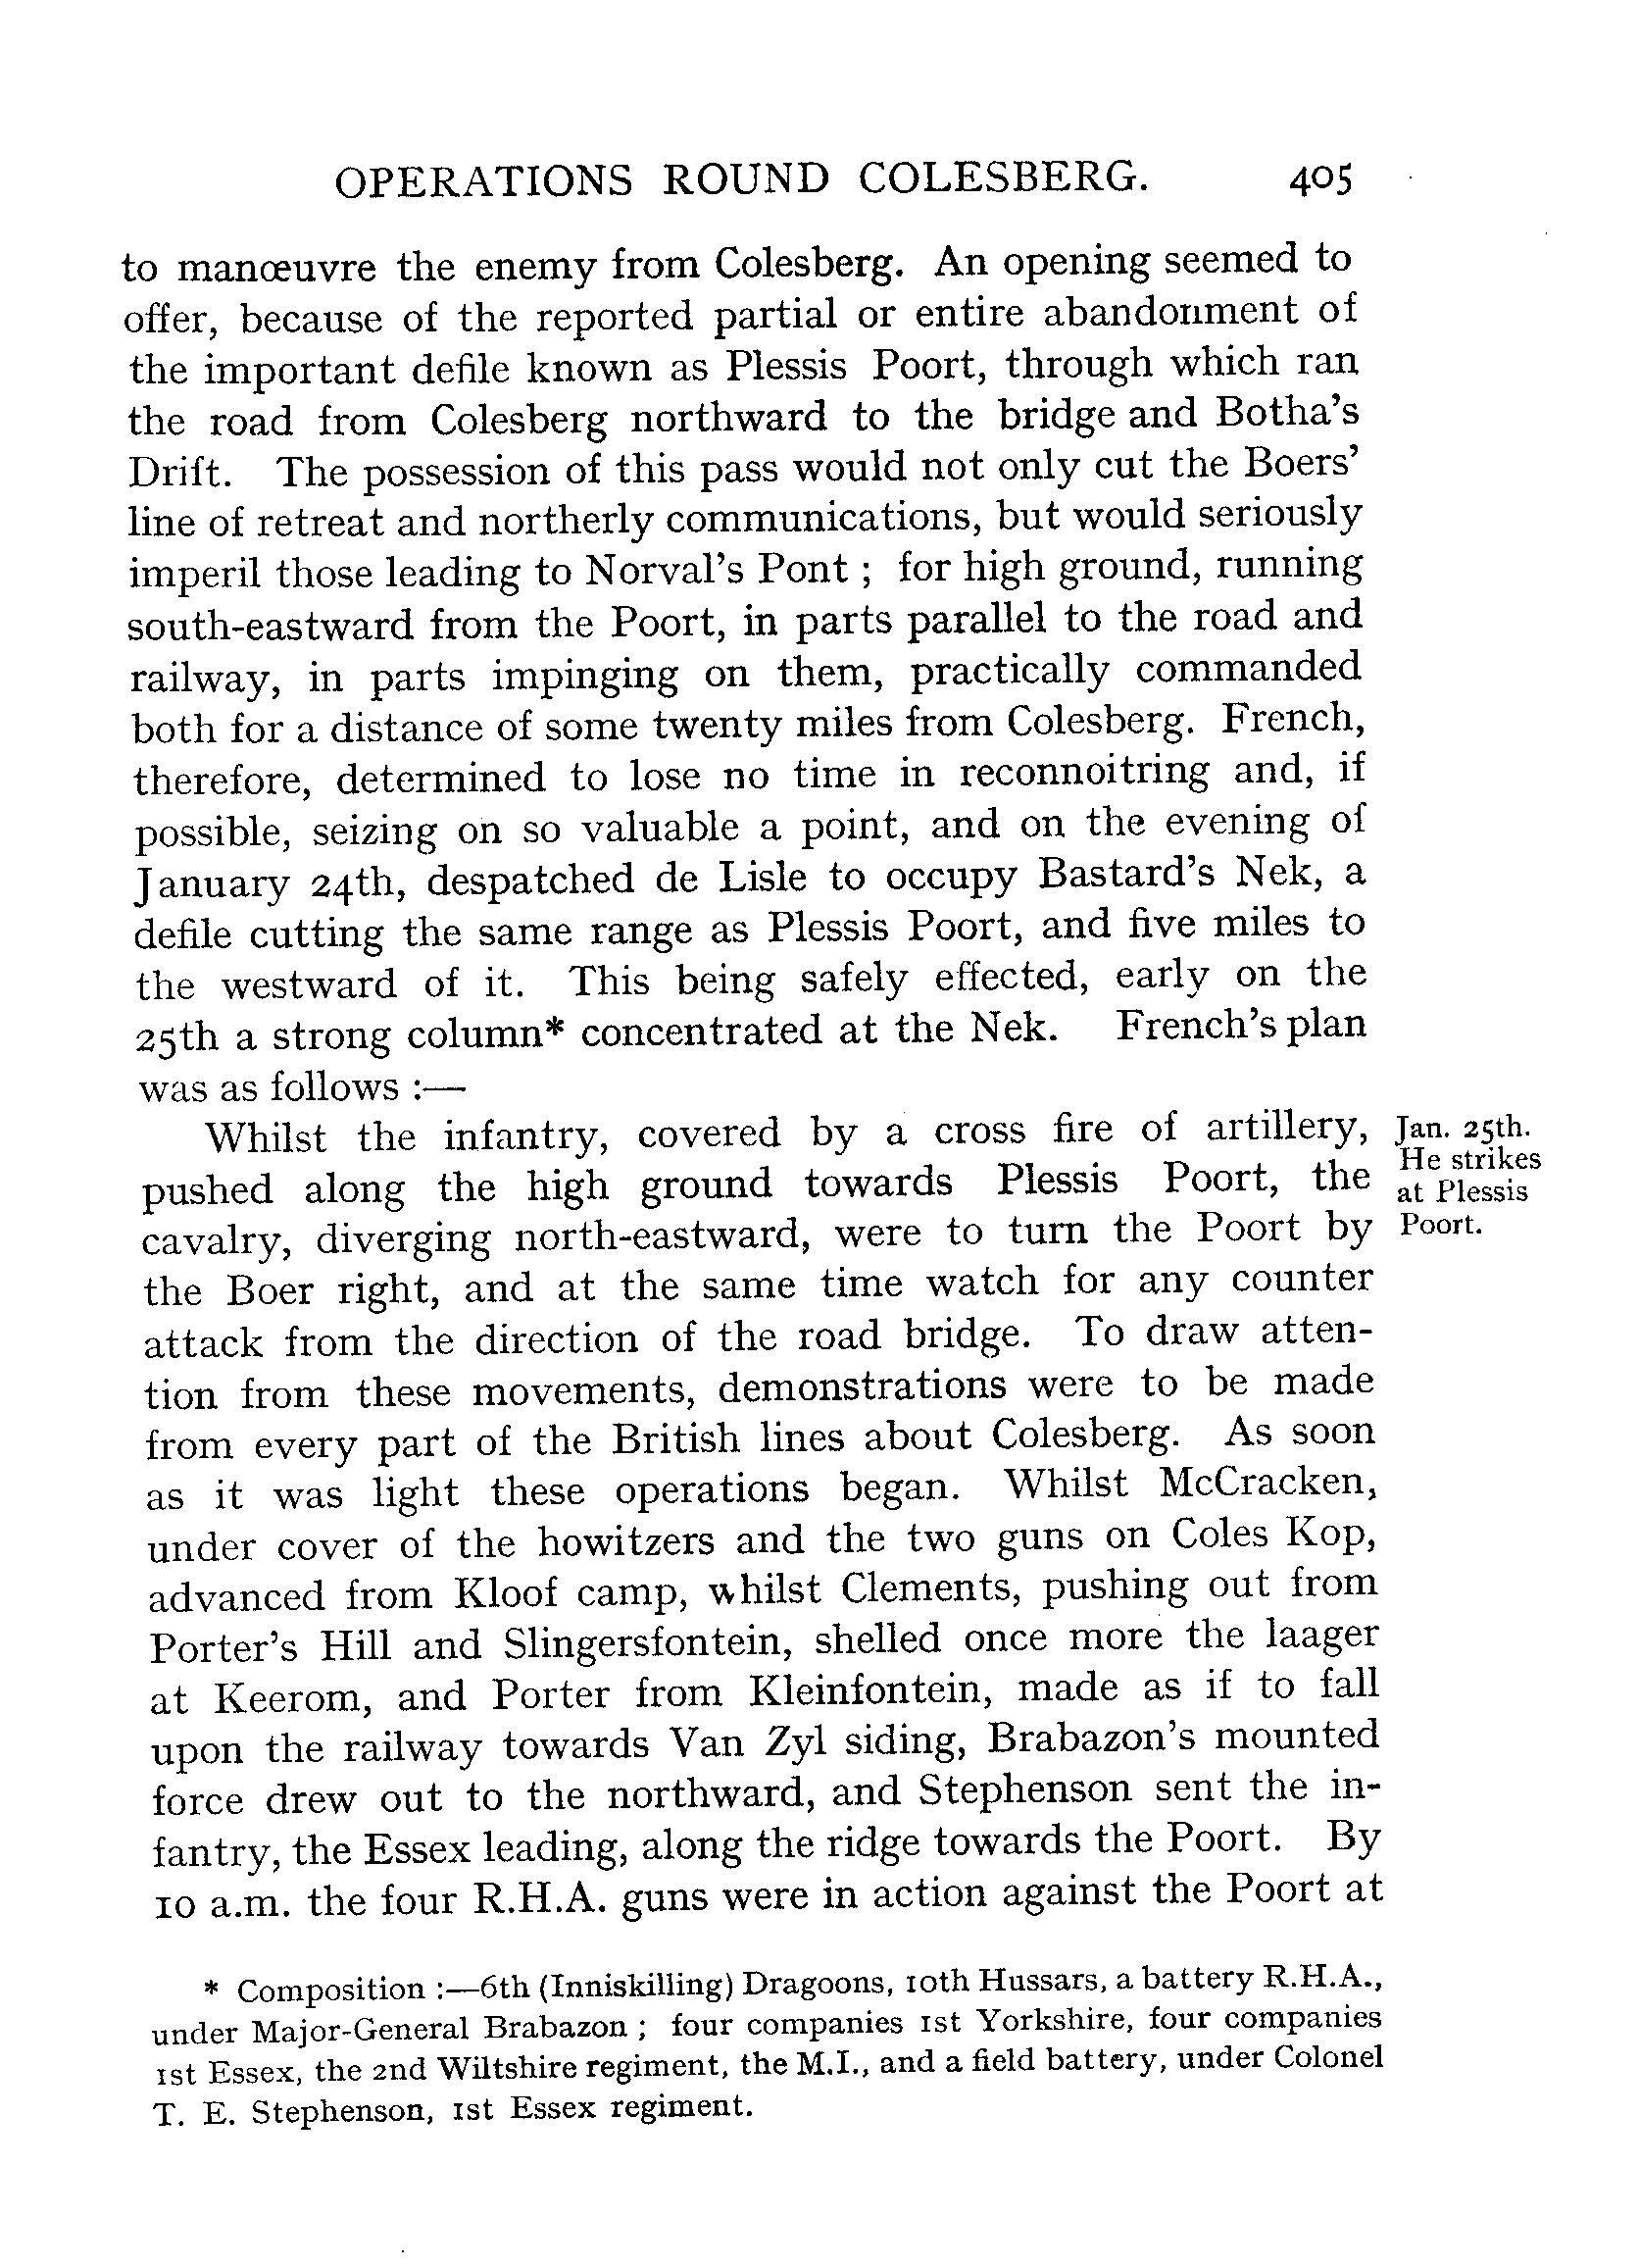 OPERATIONS ROUND COLESBERG. 405
to manœuvre the enemy from Colesberg. An opening seemed to
offer, because of the reported partial or entire abandonment of
the important defile known as Plessis Poort, through which ran
the road from Colesberg northward to the bridge and Botha's
Drift. The possession of this pass would not only cut the Boers'
line of retreat and northerly communications, but would seriously
imperil those leading to Norval's Pont ; for high ground, running
south-eastward from the Poort, in parts parallel to the road and
railway, in parts impinging on them, practically commanded
both for a distance of some twenty miles from Colesberg. French,
therefore, determined to lose no time in reconnoitring and, if
possible, seizing on so valuable a point, and on the evening of
January 24th, despatched de Lisle to occupy Bastard's Nek, a
defile cutting the same range as Plessis Poort, and five miles to
the westward of it. This being safely effected, early on the
25th a strong column* concentrated at the Nek. French's plan
was as follows :—
Whilst the infantry, covered by a cross fire of artillery,
pushed along the high ground towards Plessis Poort, the
cavalry, diverging north-eastward, were to turn the Poort by
the Boer right, and at the same time watch for any counter
attack from the direction of the road bridge. To draw atten-
tion from these movements, demonstrations were to be made
from every part of the British lines about Colesberg. As soon
as it was light these operations began. Whilst McCracken,
under cover of the howitzers and the two guns on Coles Kop,
advanced from Kloof camp, whilst Clements, pushing out from
Porter's Hill and Slingersfontein, shelled once more the laager
at Keerom, and Porter from Kleinfontein, made as if to fall
upon the railway towards Van Zyl siding, Brabazon's mounted
force drew out to the northward, and Stephenson sent the in-
fantry, the Essex leading, along the ridge towards the Poort. By
10 a.m. the four R.H.A. guns were in action against the Poort at
Jan. 25th.
He strikes
at Plessis
Poort.
* Composition :—6th (Inniskilling) Dragoons, 10th Hussars, a battery R.H.A.,
under Major-General Brabazon ; four companies 1st Yorkshire, four companies
1st Essex, the 2nd Wiltshire regiment, the M.I., and a field battery, under Colonel
T. E. Stephenson, 1st Essex regiment.